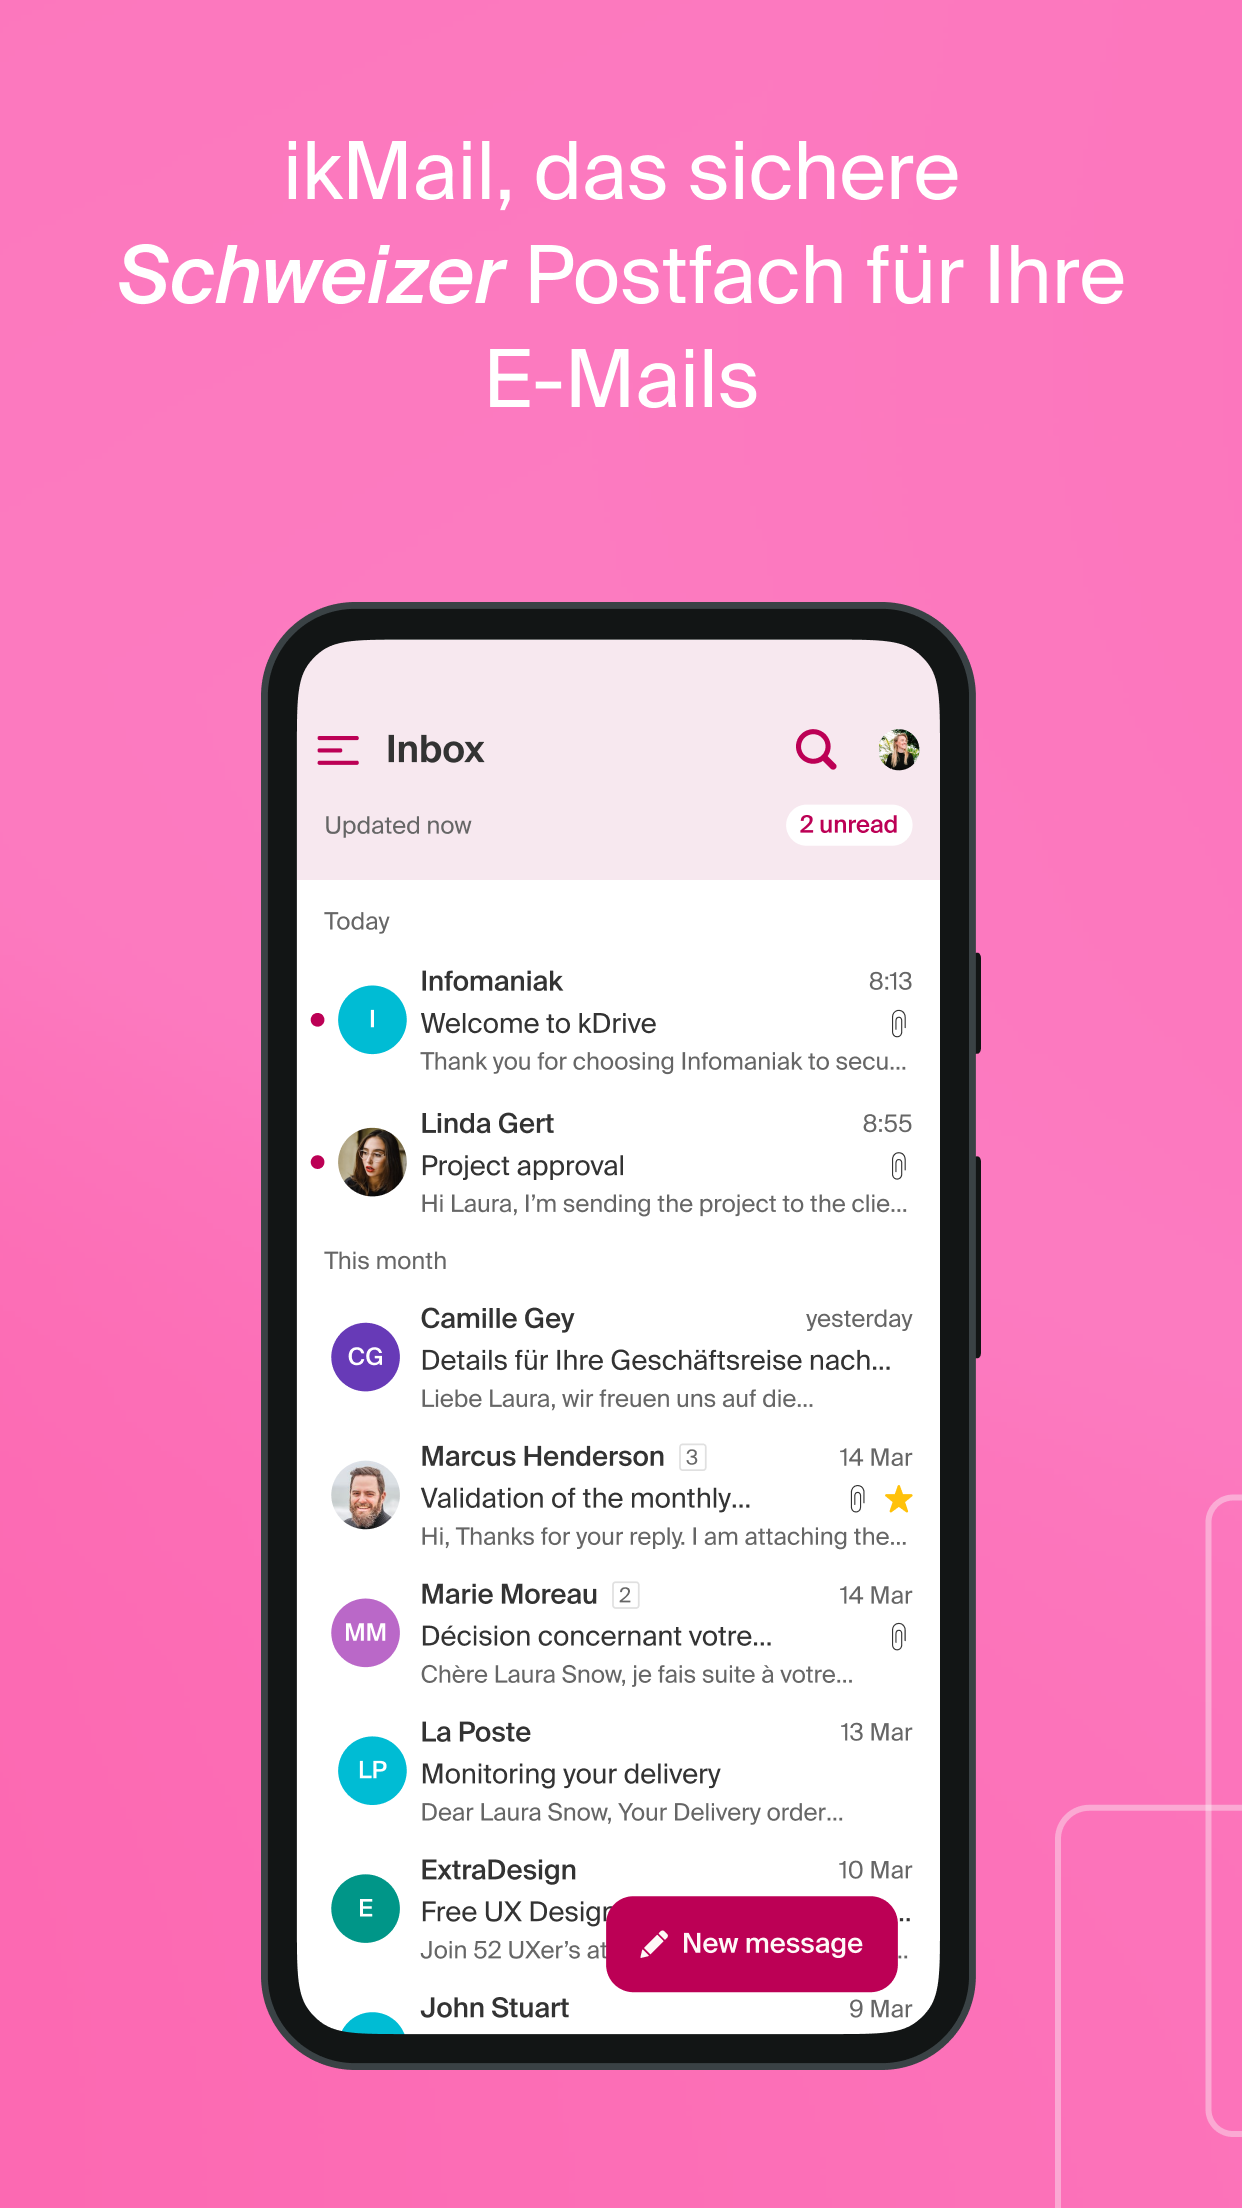 ikMail, das sichere
Schweizer Postfach für Ihre
E-Mails
Inbox
Updated now
2 unread
Today
Infomaniak
8:13
I
Welcome to kDrive
Thank you for choosing Infomaniak to secu...
Linda Gert
8:55
Project approval
Hi Laura, I'm sending the project to the clie...
This month
Camille Gey
yesterday
CG
Details für Ihre Geschäftsreise nach...
Liebe Laura, wir freuen uns auf die...
Marcus Henderson 3
14 Mar
Validation of the monthly...
Hi, Thanks for your reply. I am attaching the...
Marie Moreau 2
14 Mar
MM
Décision concernant votre...
Chère Laura Snow, je fais suite à votre...
La Poste
13 Mar
LP
Monitoring your delivery
Dear Laura Snow, Your Delivery order...
ExtraDesign
10 Mar
E
Free UX Design
Join 52 UXer's at
New message
John Stuart
9 Mar